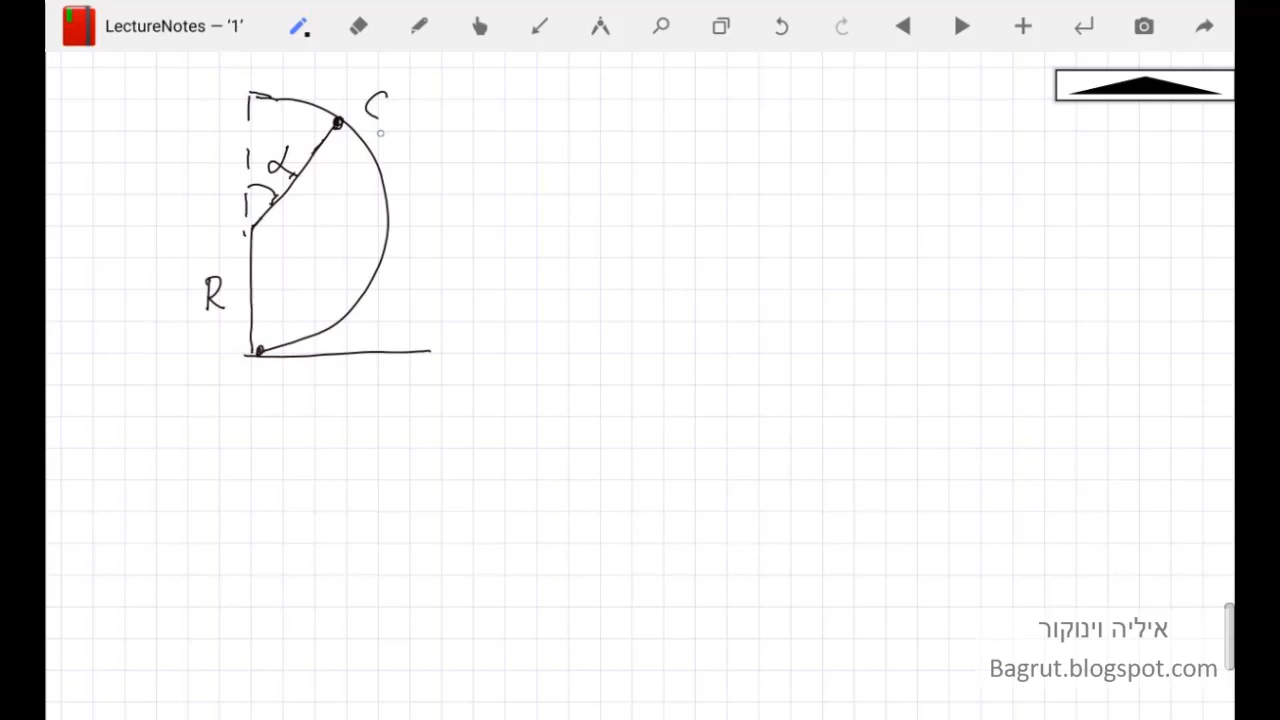 LectureNotes – ‘1’
C
α
R
איליה וינוקור
Bagrut.blogspot.com